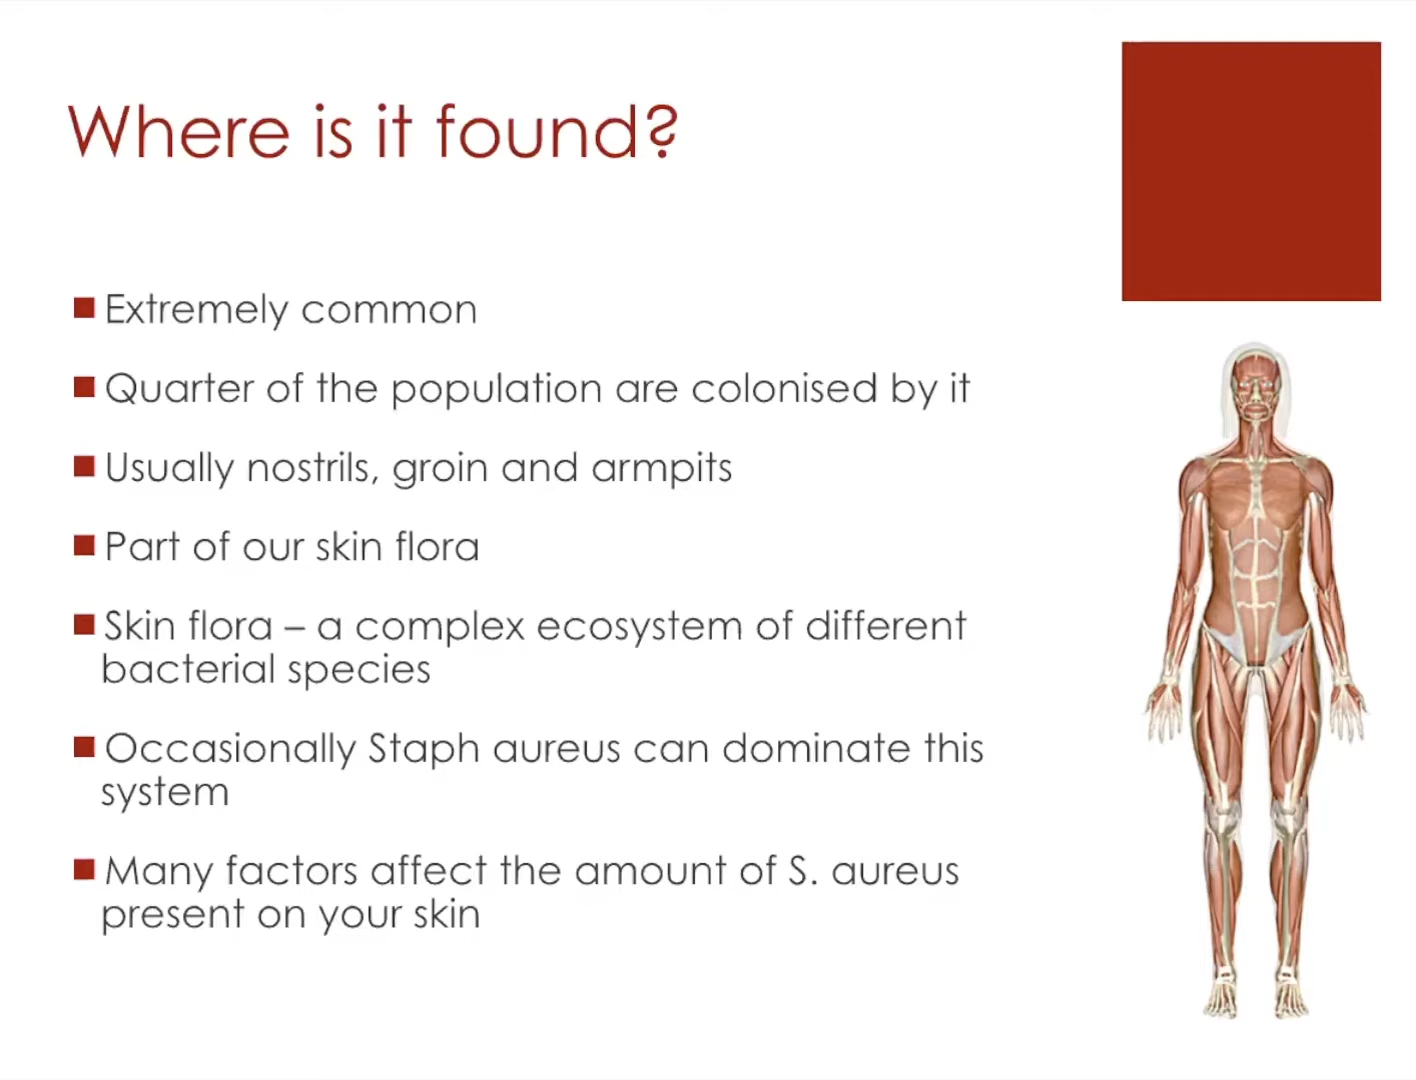 Where is it found?
Extremely common
Quarter of the population are colonised by it
Usually nostrils, groin and armpits
Part of our skin flora
Skin flora – a complex ecosystem of different
bacterial species
Occasionally Staph aureus can dominate this
system
Many factors affect the amount of S. aureus
present on your skin